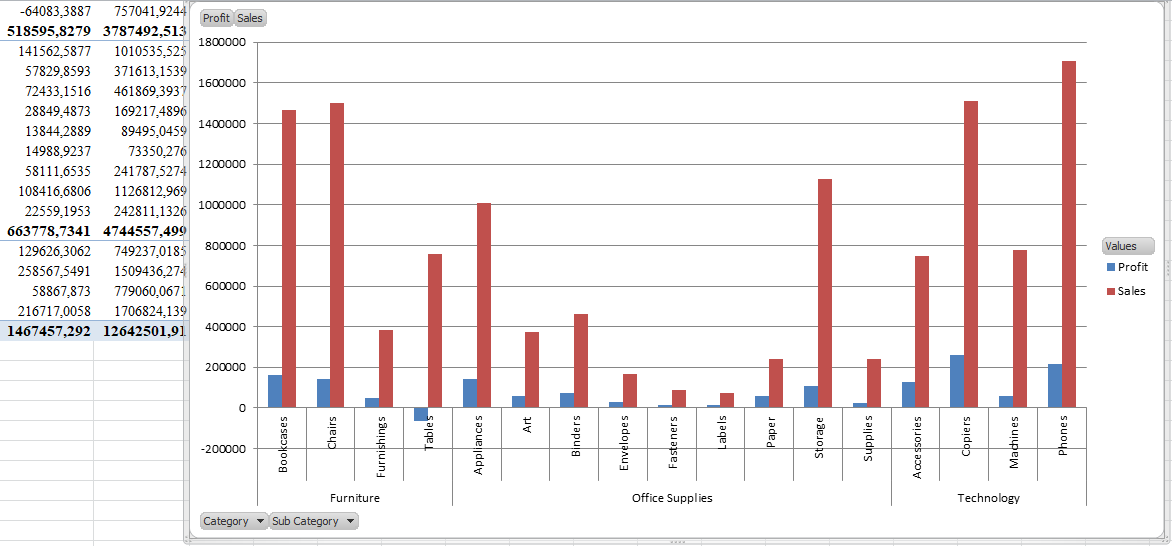 -64083,3887 757041,9244
518595,8279 3787492,513
141562,5877 1010535,525
57829,8593 371613,1539
72433,1516 461869,3937
28849,4873 169217,4896
13844,2889 89495,0459
14988,9237 73350,276
58111,6535 241787,5274
108416,6806 1126812,969
22559,1953 242811,1326
663778,7341 4744557,499
129626,3062 749237,0185
258567,5491 1509436,274
58867,873 779060,0671
216717,0058 1706824,139
1467457,292 12642501,91
Profit Sales
1800000
1600000
1400000
1200000
1000000
800000
600000
400000
200000
0
-200000
Bookcases
Chairs
Furnishings
Tables
Appliances
Art
Binders
Envelopes
Fasteners
Labels
Paper
Storage
Supplies
Accessories
Copiers
Machines
Phones
Furniture
Office Supplies
Technology
Values
Profit
Sales
Category Sub Category